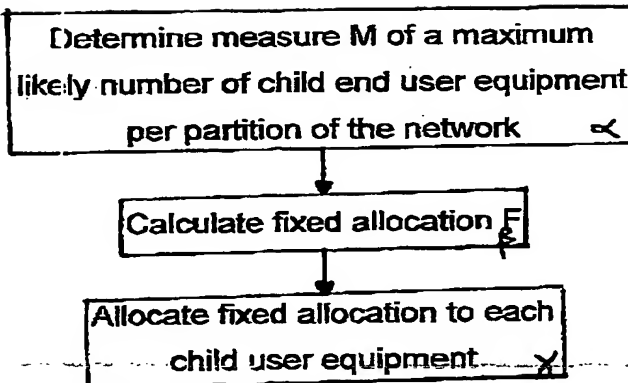 Determine measure M of a maximum
likely number of child end user equipment
per partition of the network α
Calculate fixed allocation F
β
Allocate fixed allocation to each
child user equipment γ